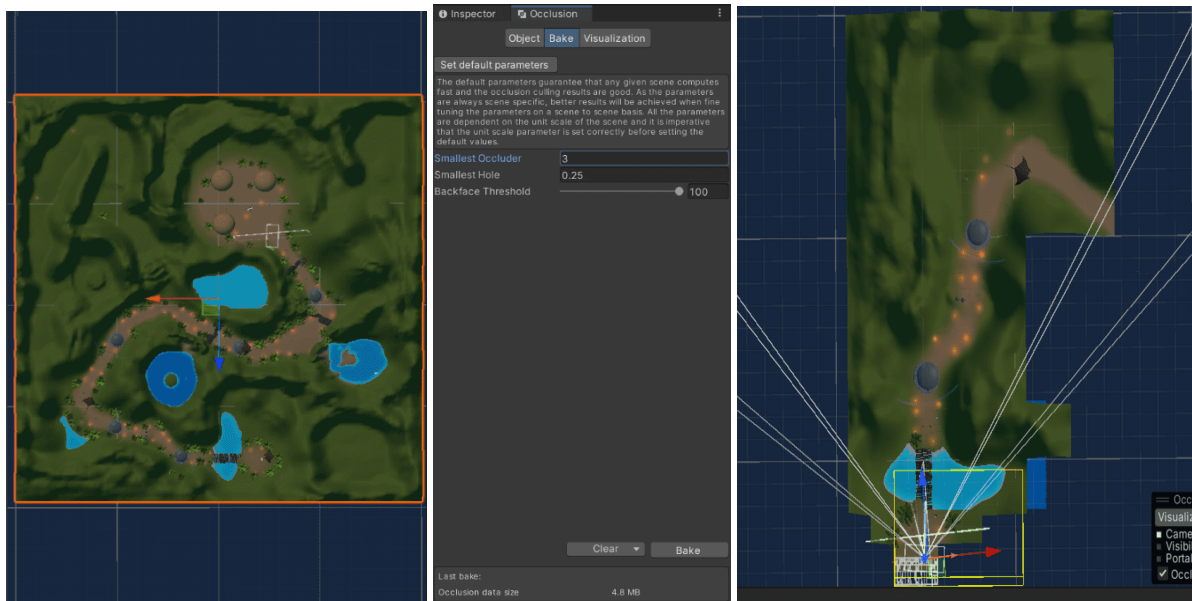 Inspector
Occlusion
Object
Bake
Visualization
Set default parameters
The default parameters guarantee that any given scene computes
fast and the occlusion culling results are good. As the parameters
are always scene specific, better results will be achieved when fine
tuning the parameters on a scene to scene basis. All the parameters
are dependent on the unit scale of the scene and it is imperative
that the unit scale parameter is set correctly before setting the
default values.
Smallest Occluder 3
Smallest Hole 0.25
Backface Threshold 100
Clear
Bake
Last bake:
Occlusion data size 4.8 MB
Occ
Visualiz
Came
Visibil
Portal
Occl